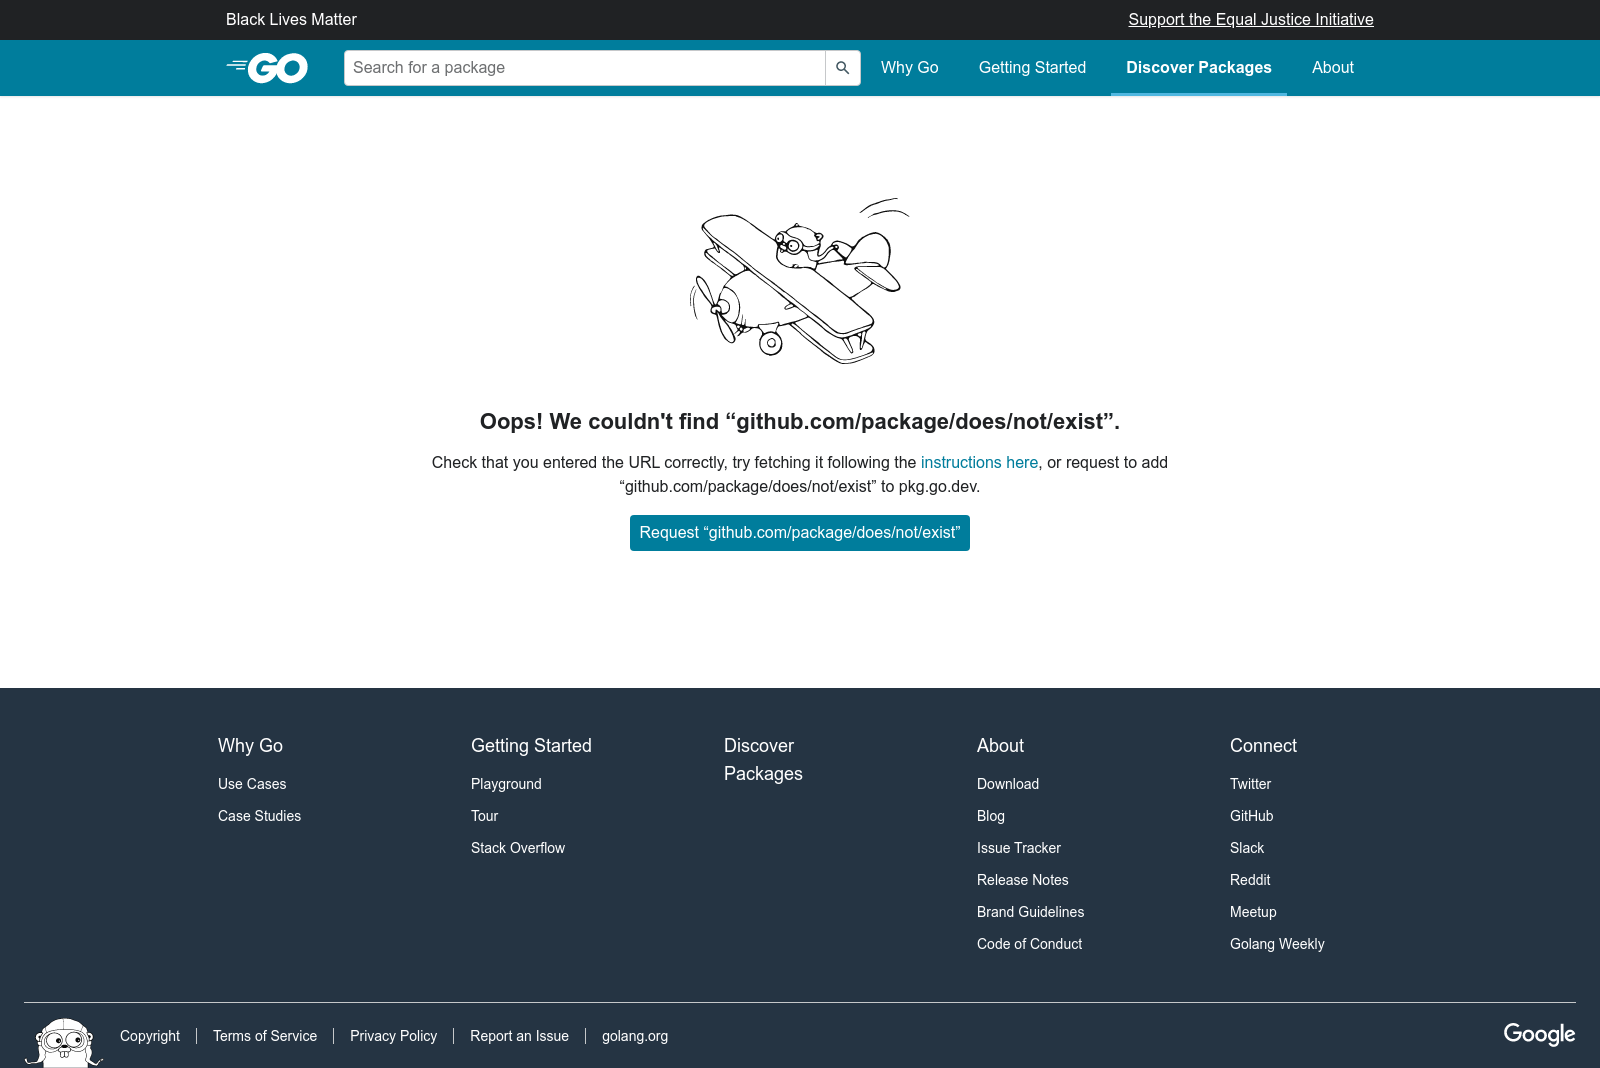 Black Lives Matter
Support the Equal Justice Initiative
GO
Search for a package
Why Go
Getting Started
Discover Packages
About
Oops! We couldn't find “github.com/package/does/not/exist”.
Check that you entered the URL correctly, try fetching it following the instructions here, or request to add
“github.com/package/does/not/exist” to pkg.go.dev.
Request “github.com/package/does/not/exist”
Why Go
Use Cases
Case Studies
Getting Started
Playground
Tour
Stack Overflow
Discover
Packages
About
Download
Blog
Issue Tracker
Release Notes
Brand Guidelines
Code of Conduct
Connect
Twitter
GitHub
Slack
Reddit
Meetup
Golang Weekly
Copyright
Terms of Service
Privacy Policy
Report an Issue
golang.org
Google